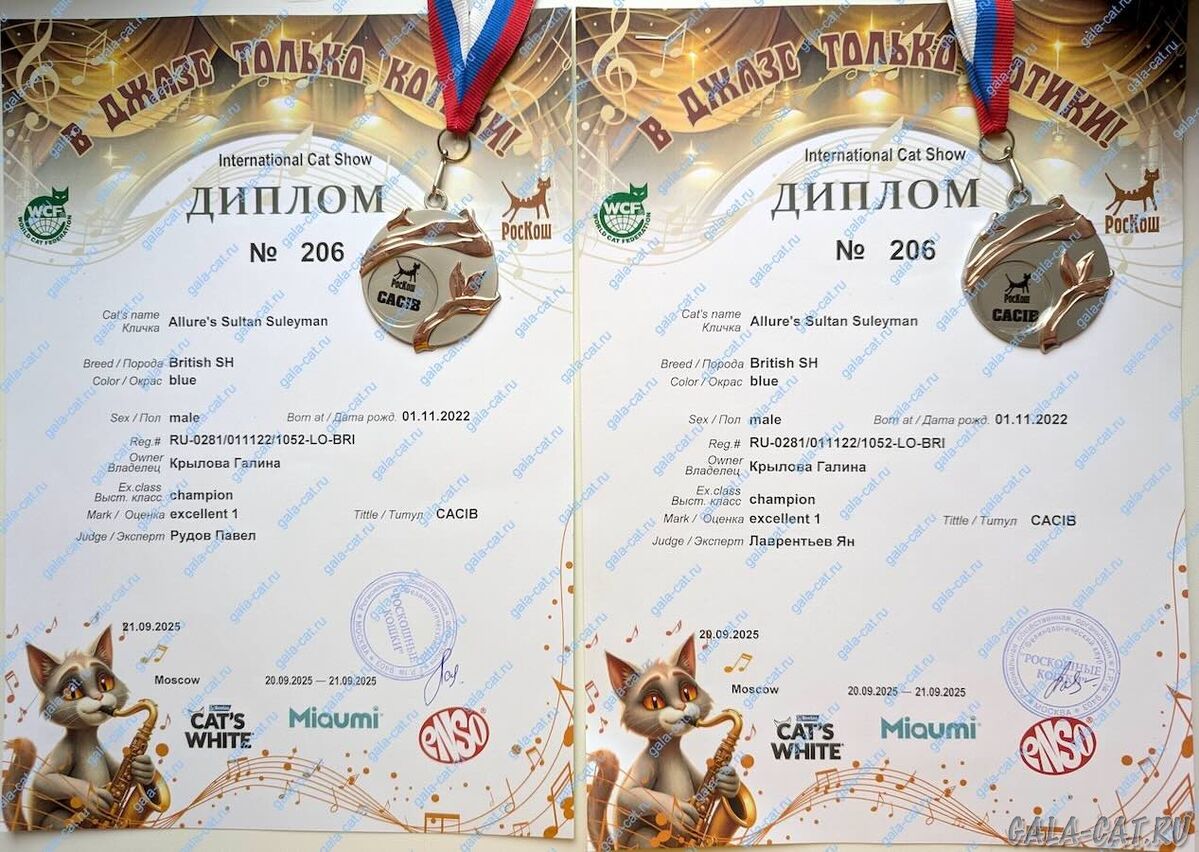 В ДЖАЗЕ ТОЛЬКО
International Cat Show
ДИПЛОМ
№ 206
WCF
WORLD CAT FEDERATION
РосКош
РосКош
CACIB
Cat's name
Кличка Allure's Sultan Suleyman
Breed / Порода British SH
Color / Окрас blue
Sex / Пол male Born at / Дата рожд. 01.11.2022
Reg.# RU-0281/011122/1052-LO-BRI
Owner
Владелец Крылова Галина
Ex.class
Выст. класс champion
Mark / Оценка excellent 1 Tittle / Титул CACIB
Judge / Эксперт Рудов Павел
21.09.2025
"РОСКОШНЫЕ
КОШКИ"
Moscow 20.09.2025 — 21.09.2025
CAT'S
WHITE
Miaumi
ENSO
В ДЖАЗЕ ТОЛЬКО
International Cat Show
ДИПЛОМ
№ 206
WCF
WORLD CAT FEDERATION
РосКош
РосКош
CACIB
Cat's name
Кличка Allure's Sultan Suleyman
Breed / Порода British SH
Color / Окрас blue
Sex / Пол male Born at / Дата рожд. 01.11.2022
Reg.# RU-0281/011122/1052-LO-BRI
Owner
Владелец Крылова Галина
Ex.class
Выст. класс champion
Mark / Оценка excellent 1 Tittle / Титул CACIB
Judge / Эксперт Лаврентьев Ян
20.09.2025
"РОСКОШНЫЕ
Moscow 20.09.2025 — 21.09.2025
CAT'S
WHITE
Miaumi
ENSO
gala-cat.ru
GALA-CAT.RU